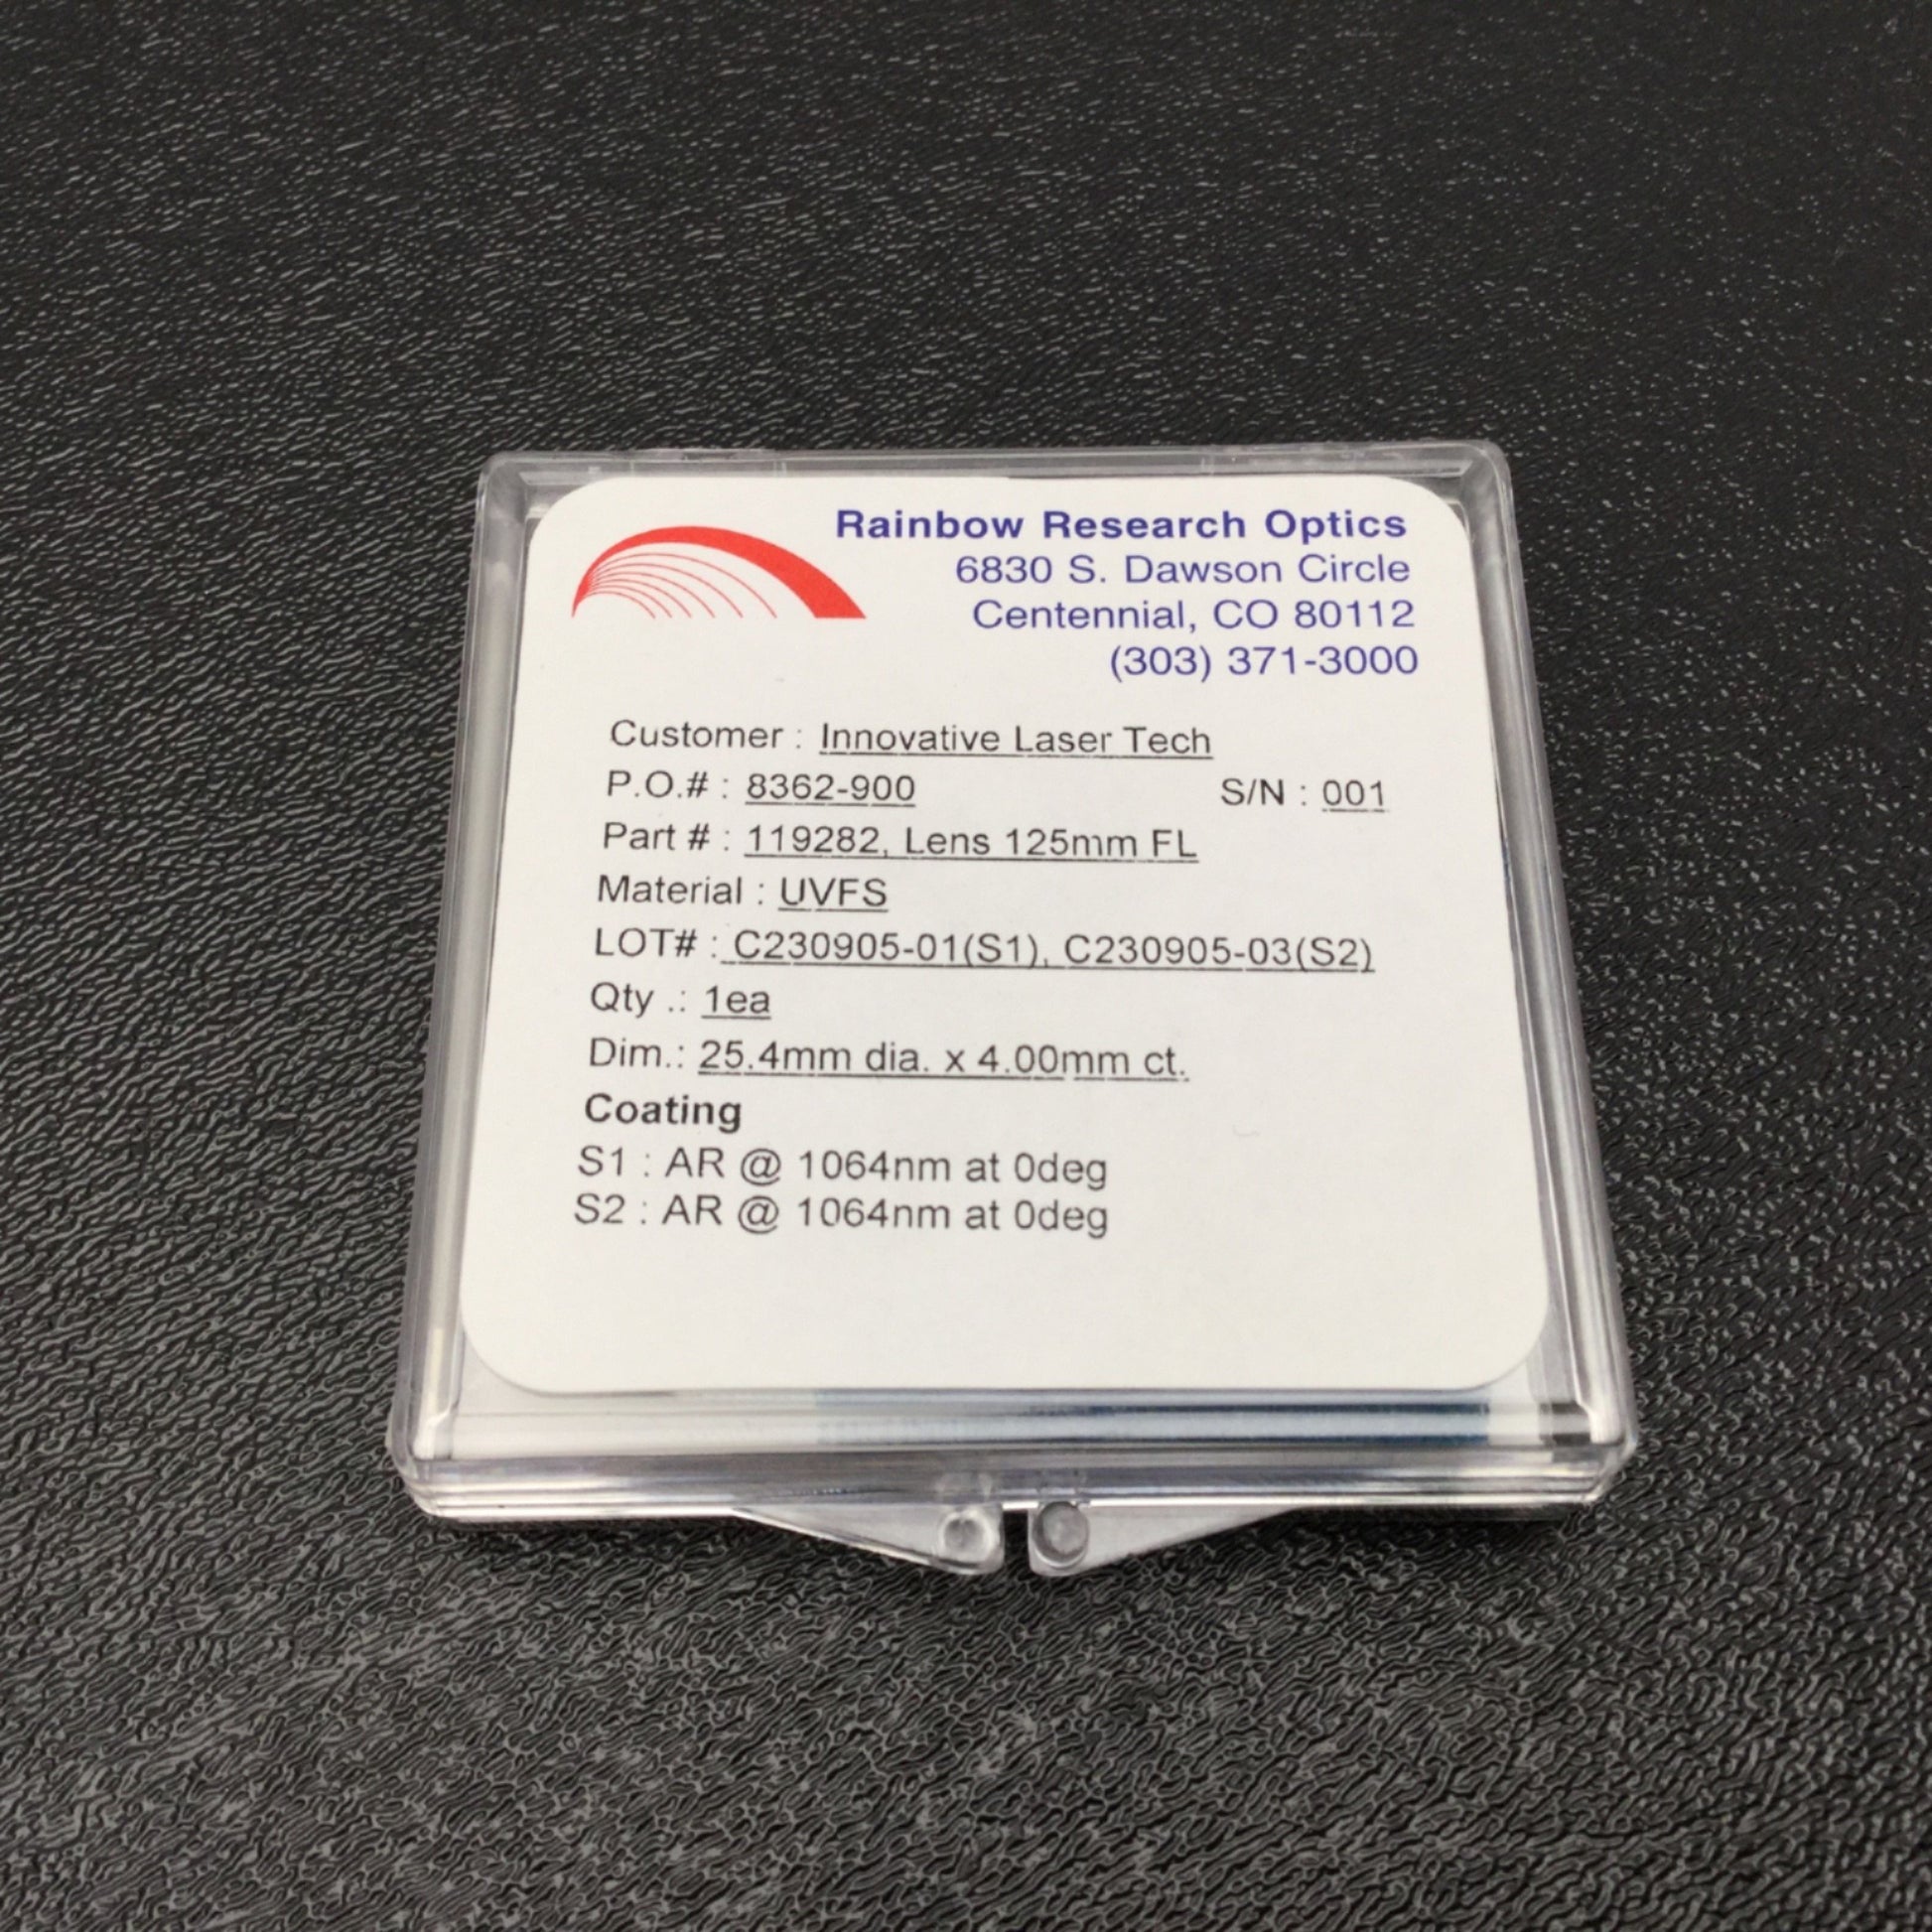 Rainbow Research Optics
6830 S. Dawson Circle
Centennial, CO 80112
(303) 371-3000
Customer : Innovative Laser Tech
P.O.# : 8362-900 S/N : 001
Part # : 119282, Lens 125mm FL
Material : UVFS
LOT# : C230905-01(S1), C230905-03(S2)
Qty .: 1ea
Dim.: 25.4mm dia. x 4.00mm ct.
Coating
S1 : AR @ 1064nm at 0deg
S2 : AR @ 1064nm at 0deg